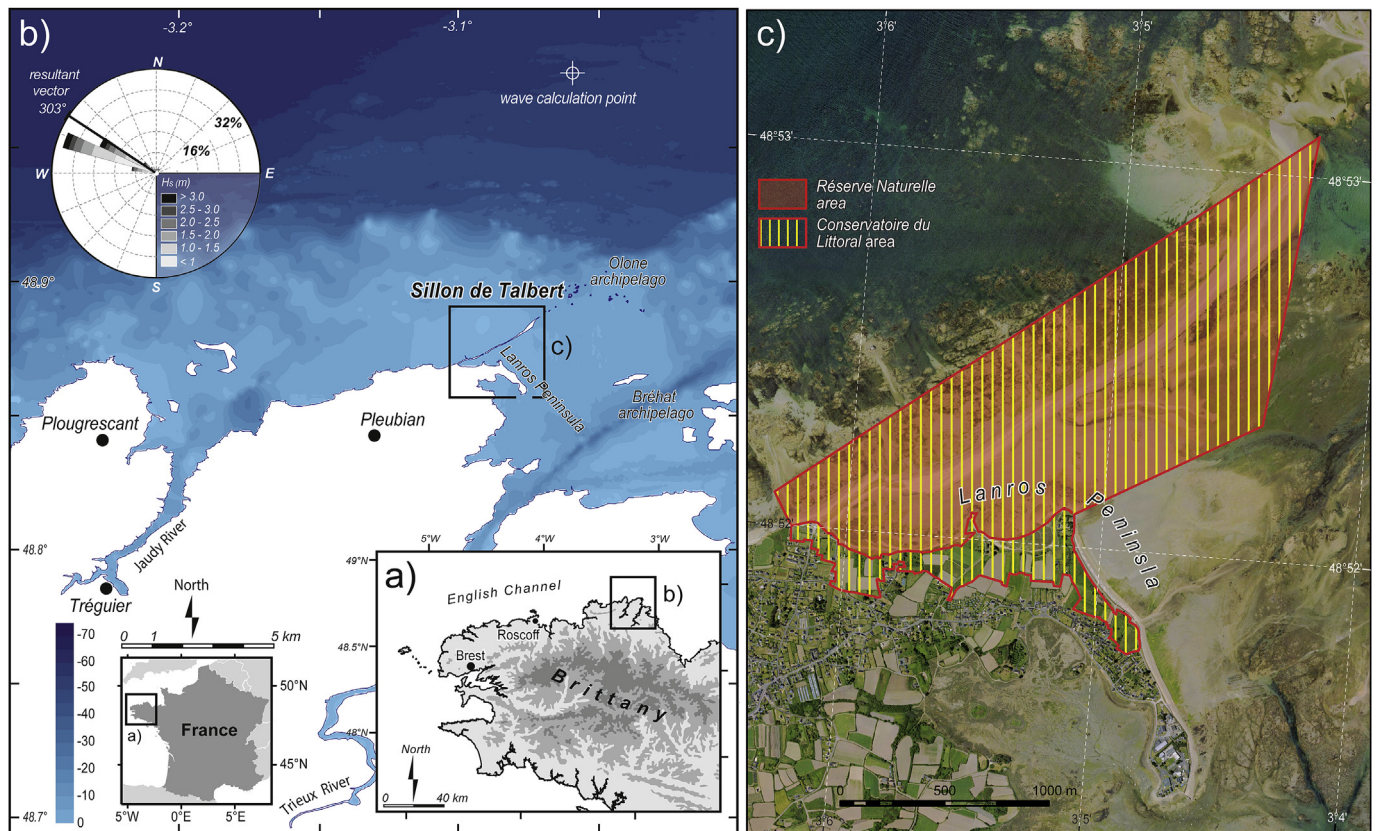 b)
-3.2°
-3.1°
resultant
vector
303°
N
W
E
S
32%
16%
Hs (m)
> 3.0
2.5 - 3.0
2.0 - 2.5
1.5 - 2.0
1.0 - 1.5
< 1
wave calculation point
48.9°
Olone
archipelago
Sillon de Talbert
c)
Lanros Peninsula
Bréhat
archipelago
Plougrescant
Pleubian
48.8°
Jaudy River
Tréguier
North
0 1 5 km
-70
-60
-50
-40
-30
-20
-10
0
50°N
France
a)
45°N
5°W 0°E 5°E
Trieux River
48.7°
5°W 4°W 3°W
49°N
a)
English Channel
b)
Roscoff
48.5°N
Brest
Brittany
48°N
North
0 40 km
c)
3°6'
3°5'
48°53'
48°53'
Réserve Naturelle
area
Conservatoire du
Littoral area
Lanros Peninsla
48°52'
48°52'
0 500 1000 m
3°6'
3°5'
3°4'